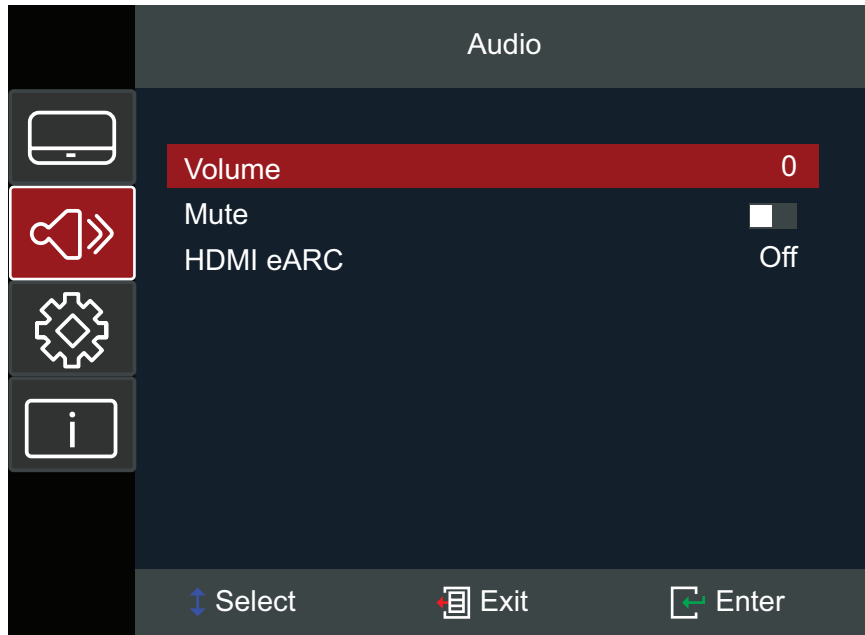 Audio
Volume 0
Mute
HDMI eARC Off
i
Select Exit Enter